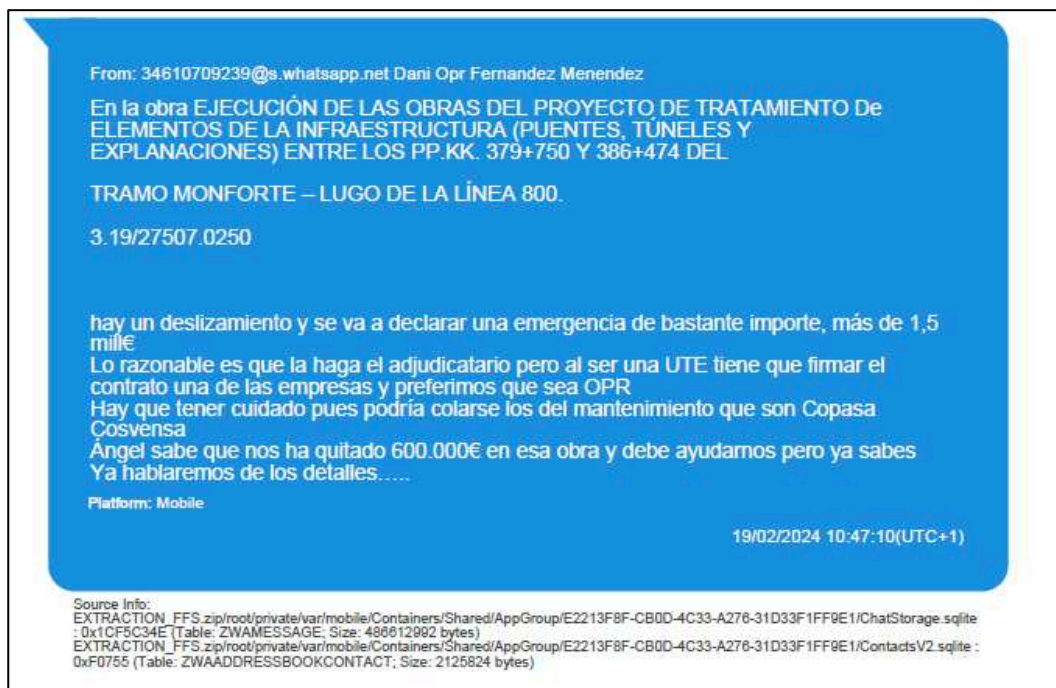 From: 34610709239@s.whatsapp.net Dani Opr Fernandez Menendez
En la obra EJECUCIÓN DE LAS OBRAS DEL PROYECTO DE TRATAMIENTO De
ELEMENTOS DE LA INFRAESTRUCTURA (PUENTES, TÚNELES Y
EXPLANACIONES) ENTRE LOS PP.KK. 379+750 Y 386+474 DEL
TRAMO MONFORTE – LUGO DE LA LÍNEA 800.
3.19/27507.0250
hay un deslizamiento y se va a declarar una emergencia de bastante importe, más de 1,5
mill€
Lo razonable es que la haga el adjudicatario pero al ser una UTE tiene que firmar el
contrato una de las empresas y preferimos que sea OPR
Hay que tener cuidado pues podría colarse los del mantenimiento que son Copasa
Cosvensa
Ángel sabe que nos ha quitado 600.000€ en esa obra y debe ayudarnos pero ya sabes
Ya hablaremos de los detalles…..
Platform: Mobile
19/02/2024 10:47:10(UTC+1)
Source Info:
EXTRACTION_FFS.zip/root/private/var/mobile/Containers/Shared/AppGroup/E2213F8F-CB0D-4C33-A276-31D33F1FF9E1/ChatStorage.sqlite
: 0x1CF5C34E (Table: ZWAMESSAGE; Size: 486612992 bytes)
EXTRACTION_FFS.zip/root/private/var/mobile/Containers/Shared/AppGroup/E2213F8F-CB0D-4C33-A276-31D33F1FF9E1/ContactsV2.sqlite :
0xF0755 (Table: ZWAADDRESSBOOKCONTACT; Size: 2125824 bytes)